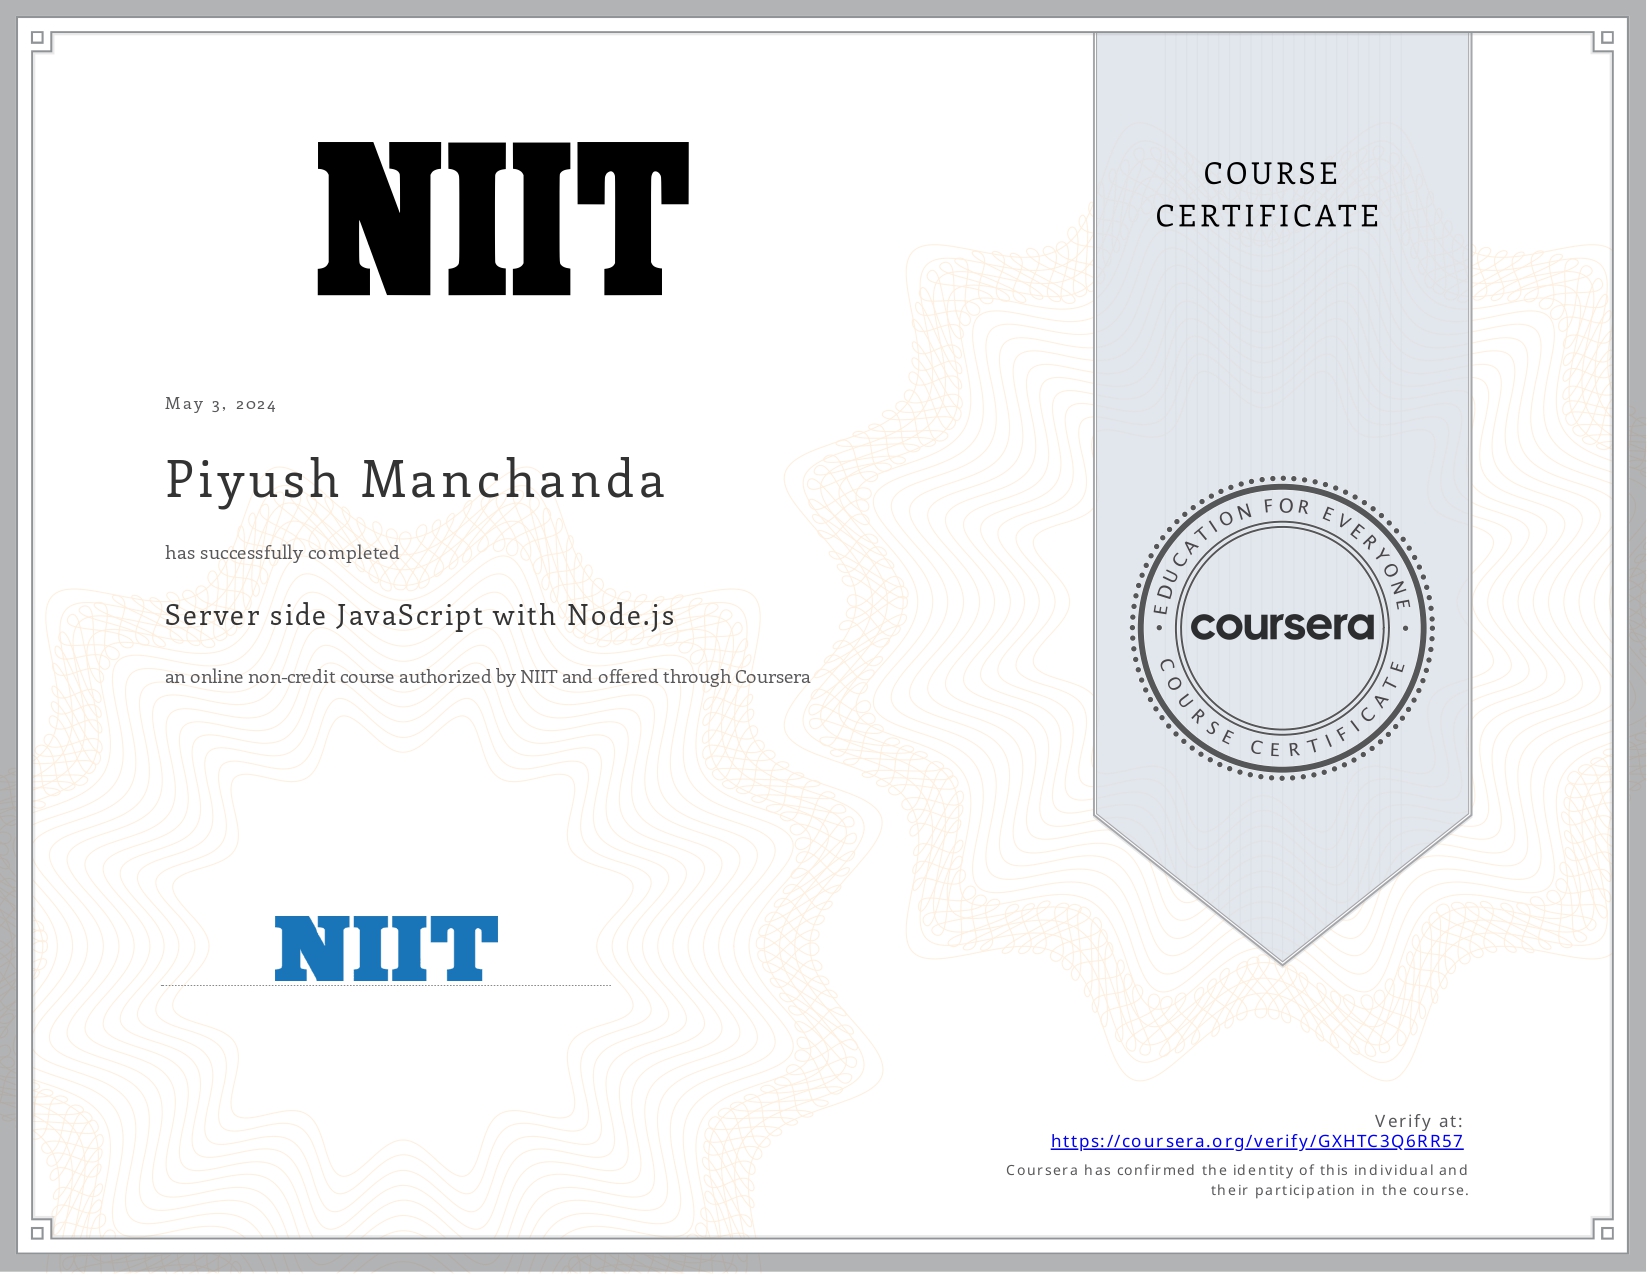 NIIT
COURSE
CERTIFICATE
May 3, 2024
Piyush Manchanda
has successfully completed
Server side JavaScript with Node.js
an online non-credit course authorized by NIIT and offered through Coursera
• EDUCATION FOR EVERYONE •
coursera
COURSE CERTIFICATE
NIIT
Verify at:
https://coursera.org/verify/GXHTC3Q6RR57
Coursera has confirmed the identity of this individual and
their participation in the course.